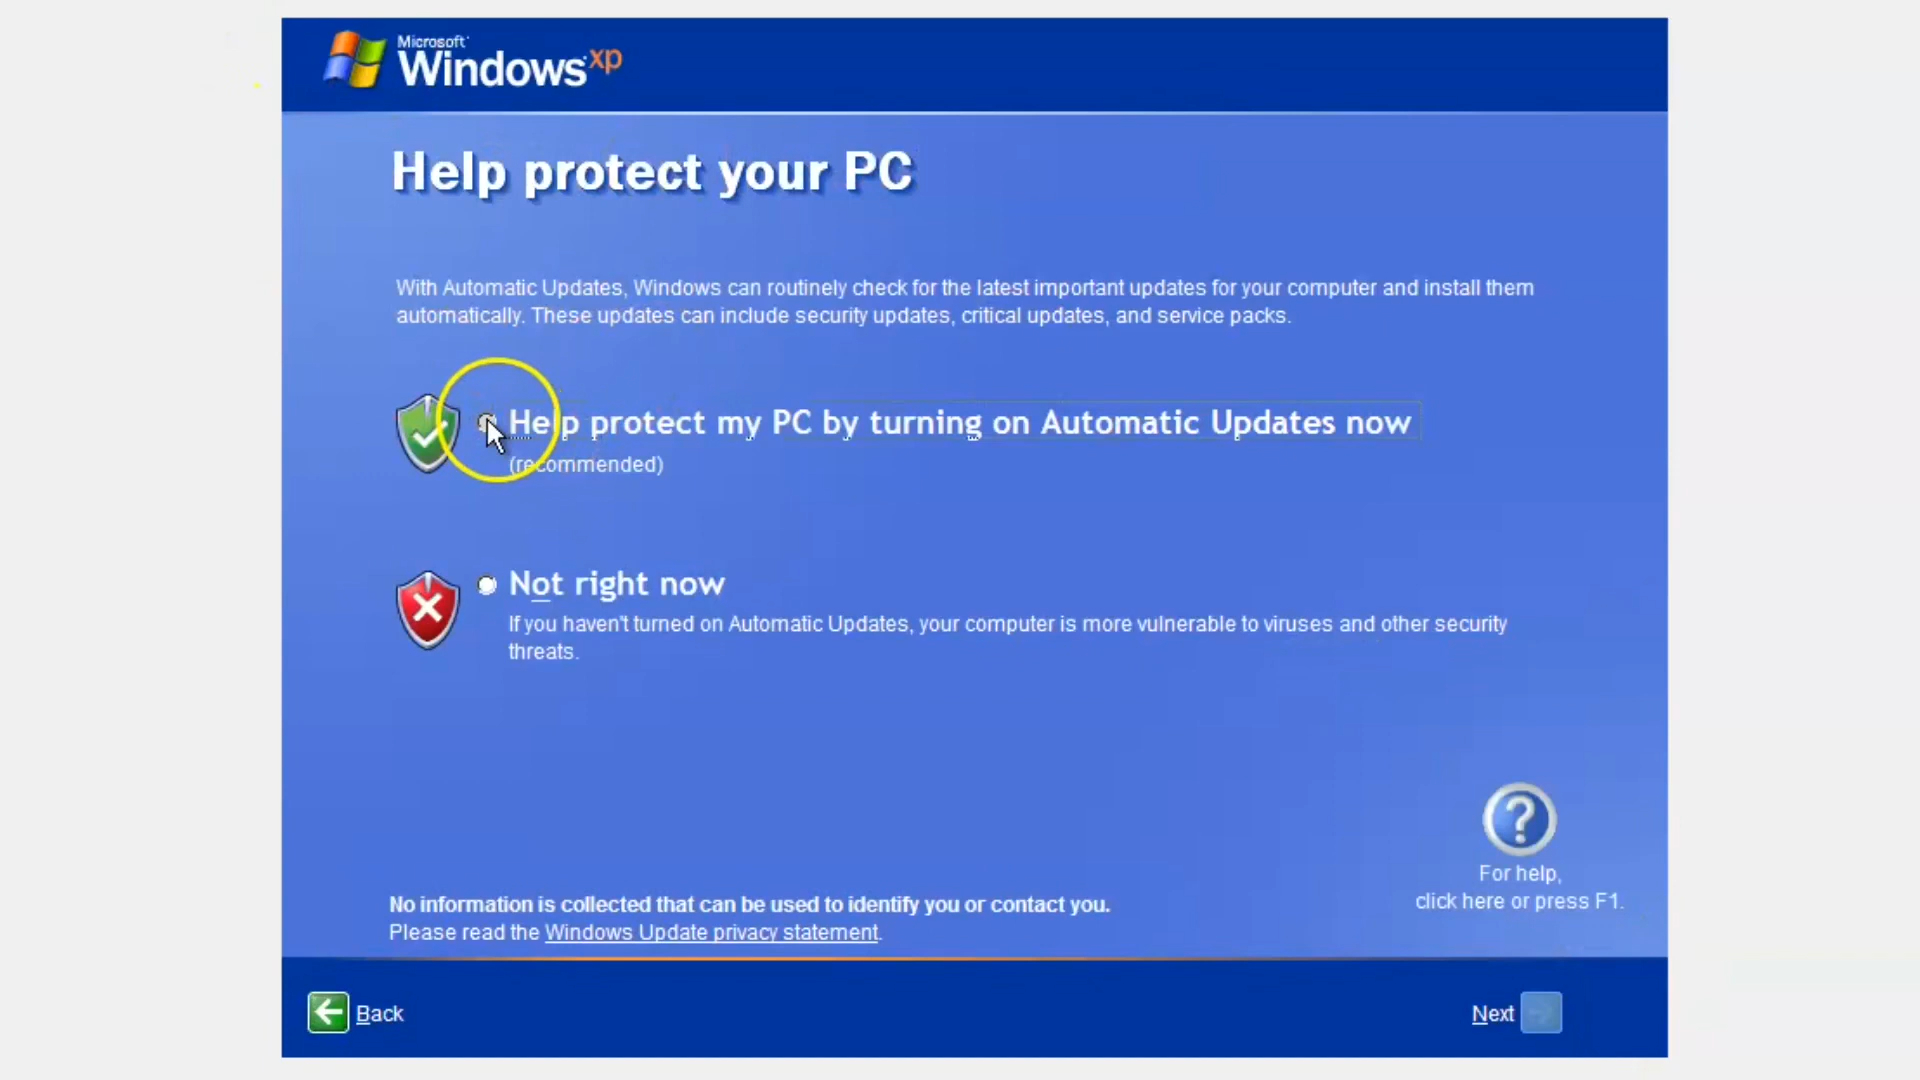 Microsoft
Windows xp
Help protect your PC
With Automatic Updates, Windows can routinely check for the latest important updates for your computer and install them
automatically. These updates can include security updates, critical updates, and service packs.
Help protect my PC by turning on Automatic Updates now
(recommended)
Not right now
If you haven't turned on Automatic Updates, your computer is more vulnerable to viruses and other security
threats.
For help,
click here or press F1.
No information is collected that can be used to identify you or contact you.
Please read the Windows Update privacy statement.
Back
Next